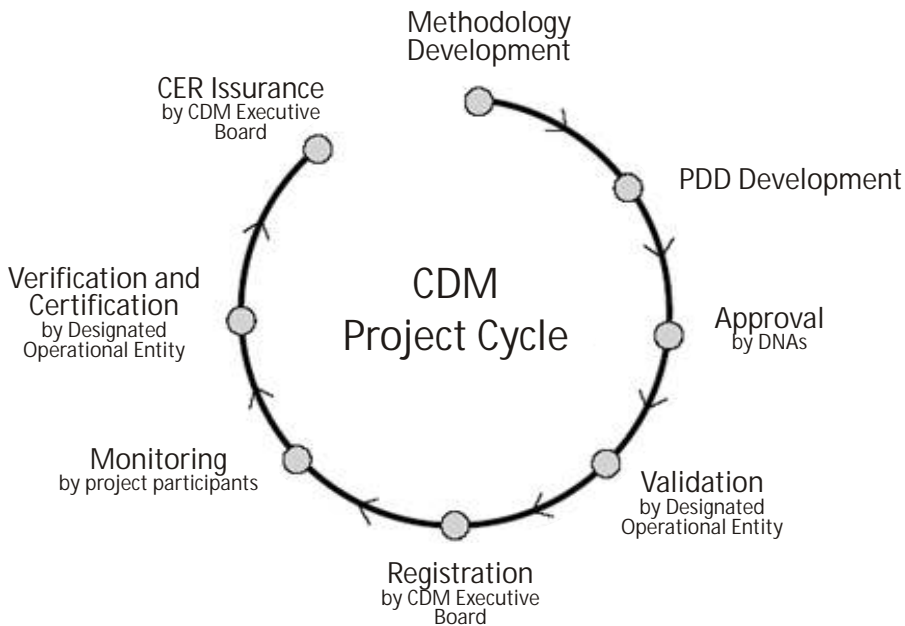 Methodology
Development
PDD Development
Approval
by DNAs
Validation
by Designated
Operational Entity
Registration
by CDM Executive
Board
Monitoring
by project participants
Verification and
Certification
by Designated
Operational Entity
CER Issurance
by CDM Executive
Board
CDM
Project Cycle